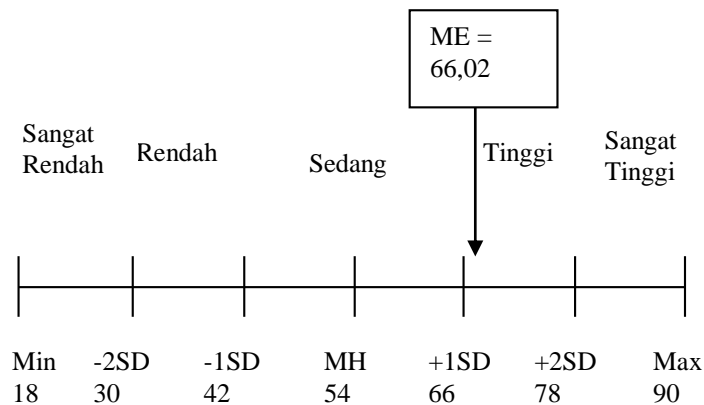 ME =
66,02
Sangat
Rendah
Rendah
Sedang
Tinggi
Sangat
Tinggi
Min -2SD -1SD MH +1SD +2SD Max
18 30 42 54 66 78 90